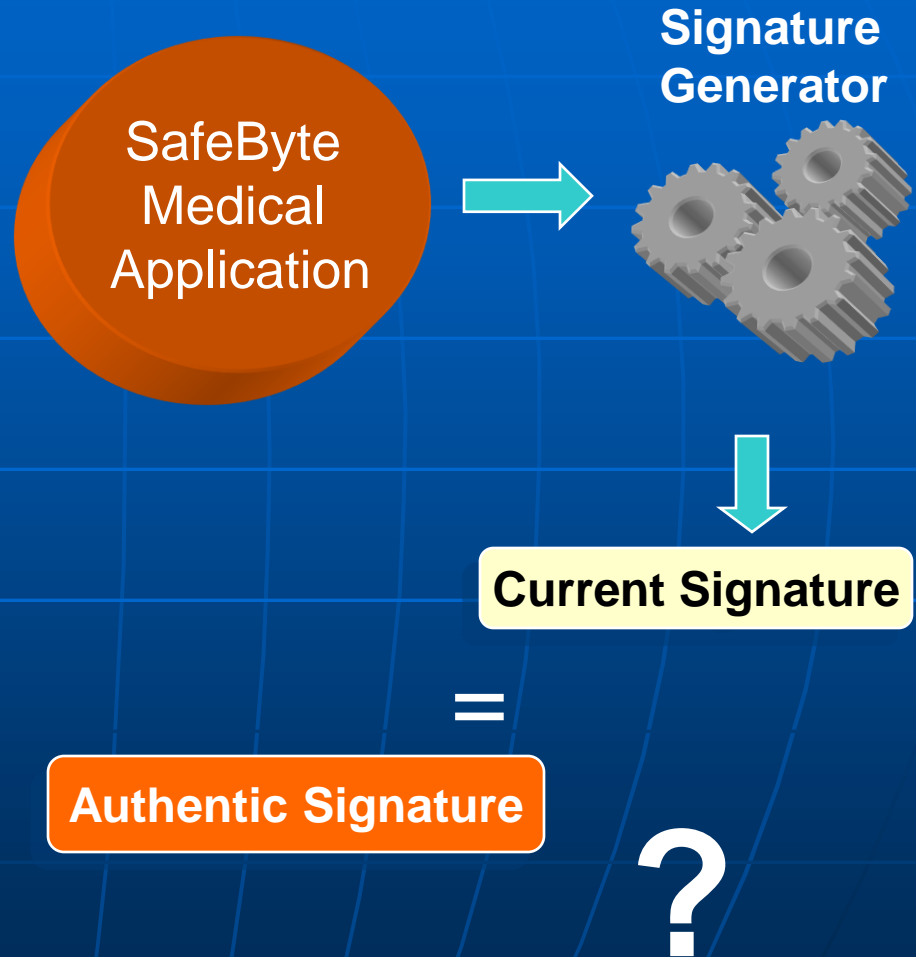 Signature
Generator
SafeByte
Medical
Application
Current Signature
=
Authentic Signature
?